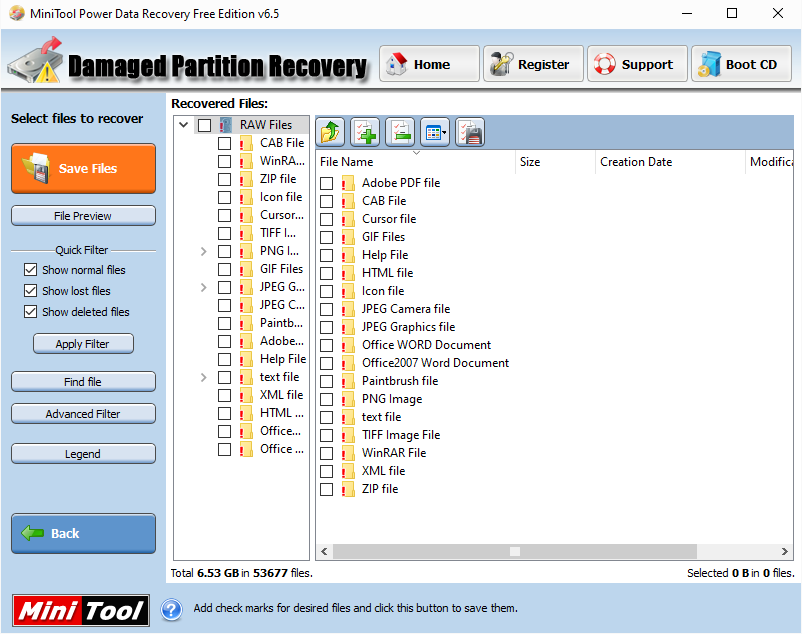 MiniTool Power Data Recovery Free Edition v6.5
Damaged Partition Recovery
Home
Register
Support
Boot CD
Select files to recover
Save Files
File Preview
Quick Filter
Show normal files
Show lost files
Show deleted files
Apply Filter
Find file
Advanced Filter
Legend
Back
Recovered Files:
RAW Files
CAB File
WinRA...
ZIP file
Icon file
Cursor...
TIFF I...
PNG I...
GIF Files
JPEG G...
JPEG C...
Paintb...
Adobe...
Help File
text file
XML file
HTML ...
Office...
Office ...
File Name Size Creation Date Modifica
Adobe PDF file
CAB File
Cursor file
GIF Files
Help File
HTML file
Icon file
JPEG Camera file
JPEG Graphics file
Office WORD Document
Office2007 Word Document
Paintbrush file
PNG Image
text file
TIFF Image File
WinRAR File
XML file
ZIP file
Total 6.53 GB in 53677 files.
Selected 0 B in 0 files.
Mini Tool
Add check marks for desired files and click this button to save them.